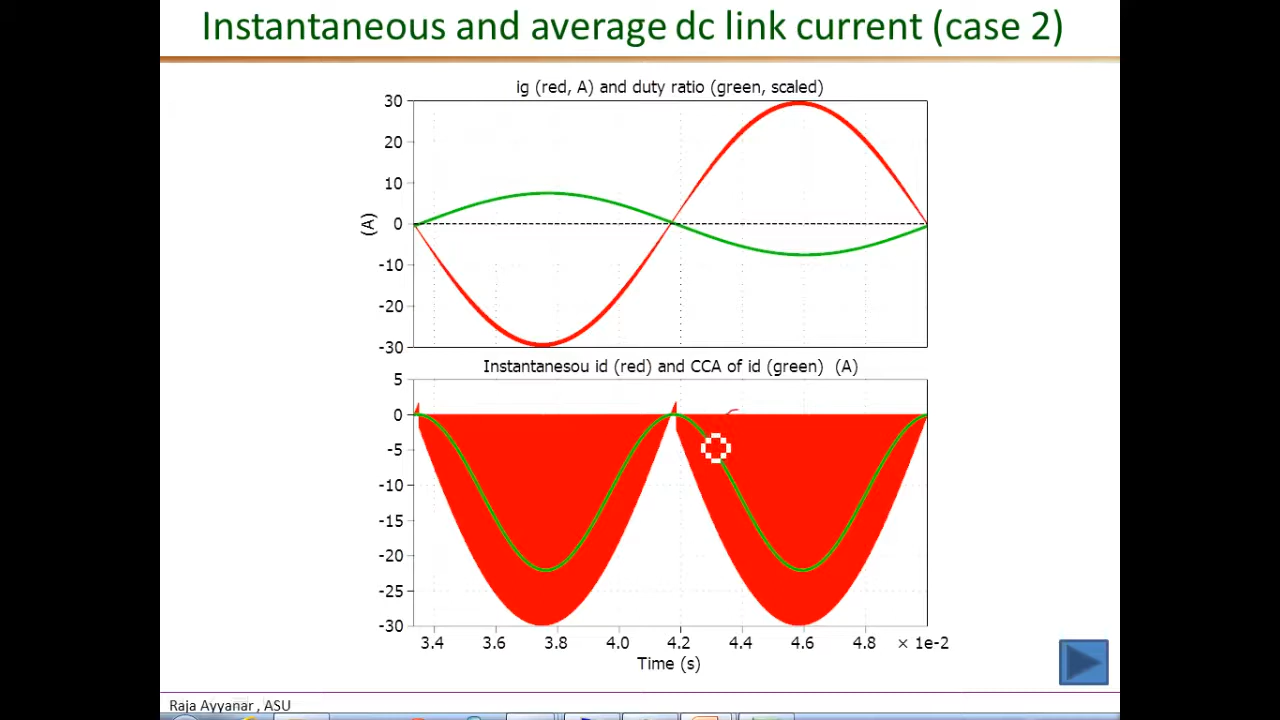 Instantaneous and average dc link current (case 2)
ig (red, A) and duty ratio (green, scaled)
30
20
10
0
-10
-20
-30
(A)
Instantanesou id (red) and CCA of id (green) (A)
5
0
-5
-10
-15
-20
-25
-30
3.4 3.6 3.8 4.0 4.2 4.4 4.6 4.8 × 1e-2
Time (s)
Raja Ayyanar , ASU